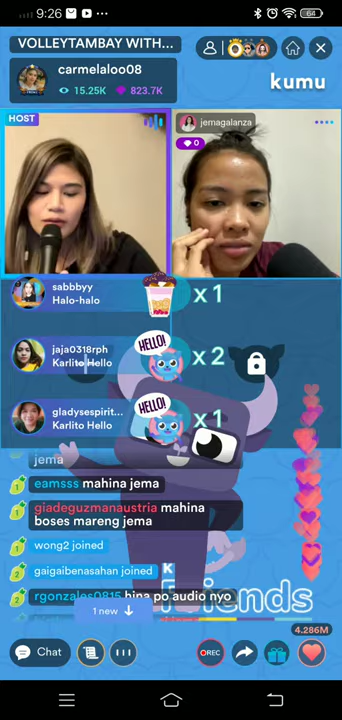 9:26
64
VOLLEYTAMBAY WITH...
carmelaloo08
15.25K
823.7K
kumu
HOST
jemagalanza
0
sabbbyy
Halo-halo
x 1
jaja0318rph
Karlito Hello
HELLO!
x 2
gladysespirit...
Karlito Hello
HELLO!
x 1
jema
eamsss mahina jema
giadeguzmanaustria mahina
boses mareng jema
wong2 joined
gaigaibenasahan joined
K
rgonzales0815 hina po audio nyo
friends
1 new
4.286M
Chat
REC